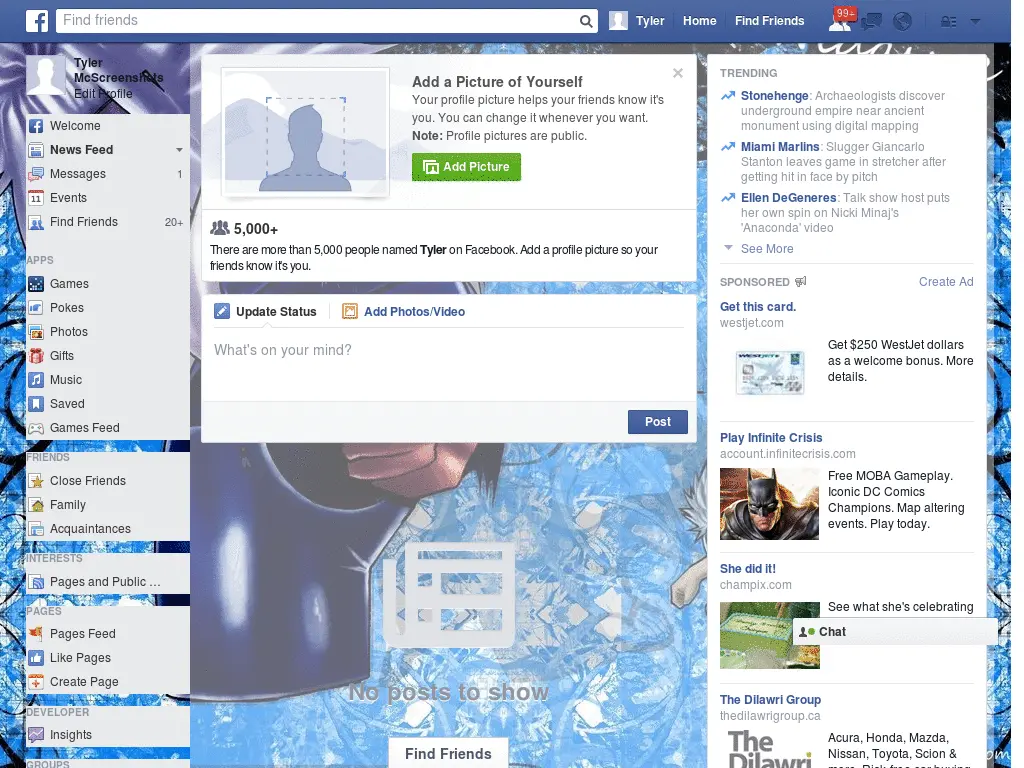 Find friends
Tyler
Home
Find Friends
99+
Tyler
McScreenshots
Edit Profile
Welcome
News Feed
Messages
1
Events
Find Friends
20+
APPS
Games
Pokes
Photos
Gifts
Music
Saved
Games Feed
FRIENDS
Close Friends
Family
Acquaintances
INTERESTS
Pages and Public ...
PAGES
Pages Feed
Like Pages
Create Page
DEVELOPER
Insights
GROUPS
Add a Picture of Yourself
Your profile picture helps your friends know it's
you. You can change it whenever you want.
Note: Profile pictures are public.
Add Picture
5,000+
There are more than 5,000 people named Tyler on Facebook. Add a profile picture so your
friends know it's you.
Update Status
Add Photos/Video
What's on your mind?
Post
No posts to show
Find Friends
TRENDING
Stonehenge: Archaeologists discover
underground empire near ancient
monument using digital mapping
Miami Marlins: Slugger Giancarlo
Stanton leaves game in stretcher after
getting hit in face by pitch
Ellen DeGeneres: Talk show host puts
her own spin on Nicki Minaj's
'Anaconda' video
See More
SPONSORED
Create Ad
Get this card.
westjet.com
WESTJET
Get $250 WestJet dollars
as a welcome bonus. More
details.
Play Infinite Crisis
account.infinitecrisis.com
Free MOBA Gameplay.
Iconic DC Comics
Champions. Map altering
events. Play today.
She did it!
champix.com
See what she's celebrating
Chat
The Dilawri Group
thedilawrigroup.ca
The
Dilawri
Acura, Honda, Mazda,
Nissan, Toyota, Scion &